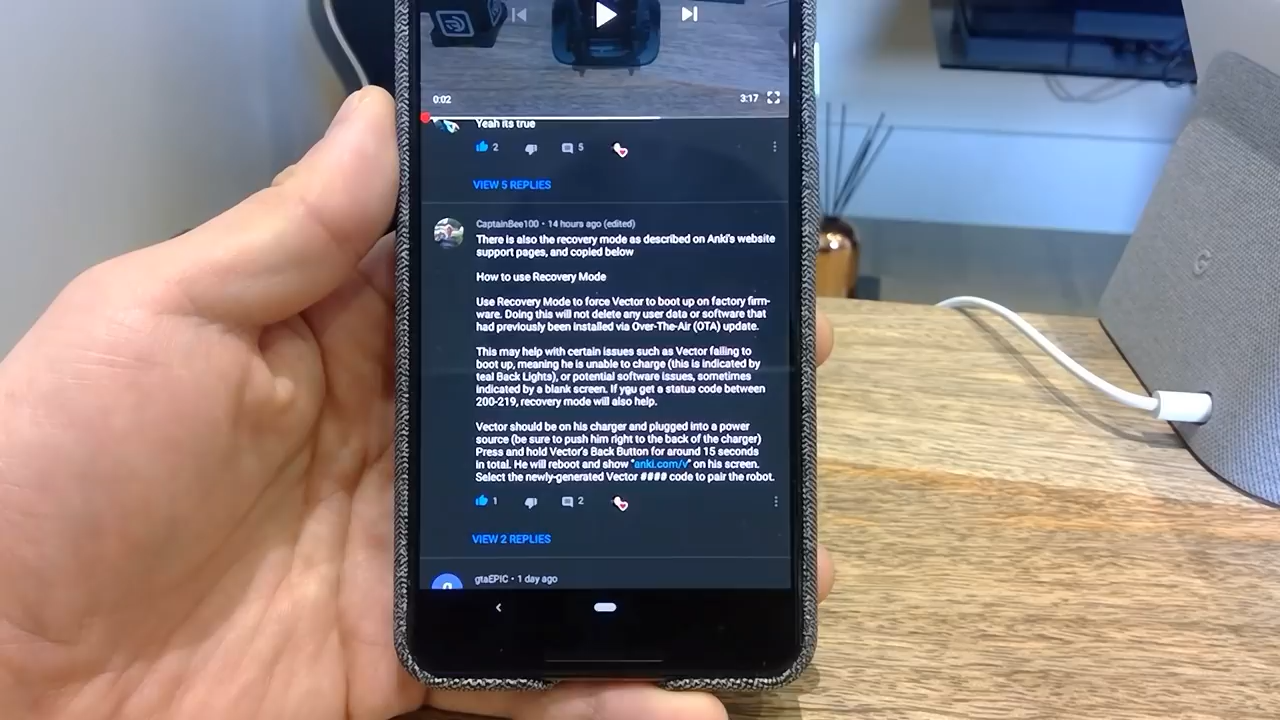 0:02
3:17
Yeah its true
2
5
VIEW 5 REPLIES
CaptainBee100 • 14 hours ago (edited)
There is also the recovery mode as described on Anki's website
support pages, and copied below
How to use Recovery Mode
Use Recovery Mode to force Vector to boot up on factory firm-
ware. Doing this will not delete any user data or software that
had previously been installed via Over-The-Air (OTA) update.
This may help with certain issues such as Vector failing to
boot up, meaning he is unable to charge (this is indicated by
teal Back Lights), or potential software issues, sometimes
indicated by a blank screen. If you get a status code between
200-219, recovery mode will also help.
Vector should be on his charger and plugged into a power
source (be sure to push him right to the back of the charger)
Press and hold Vector's Back Button for around 15 seconds
in total. He will reboot and show "anki.com/v" on his screen.
Select the newly-generated Vector #### code to pair the robot.
1
2
VIEW 2 REPLIES
gtaEPIC • 1 day ago
G